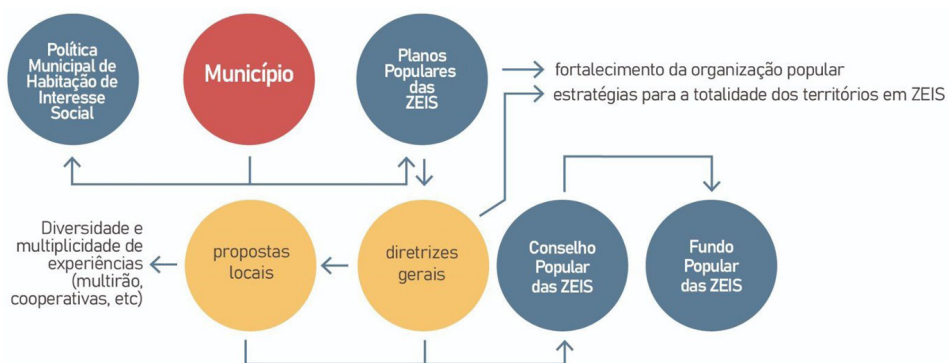 Política
Municipal de
Habitação de
Interesse
Social
Município
Planos
Populares
das
ZEIS
fortalecimento da organização popular
estratégias para a totalidade dos territórios em ZEIS
Diversidade e
multiplicidade de
experiências
(multirão,
cooperativas, etc)
propostas
locais
diretrizes
gerais
Conselho
Popular
das ZEIS
Fundo
Popular
das ZEIS